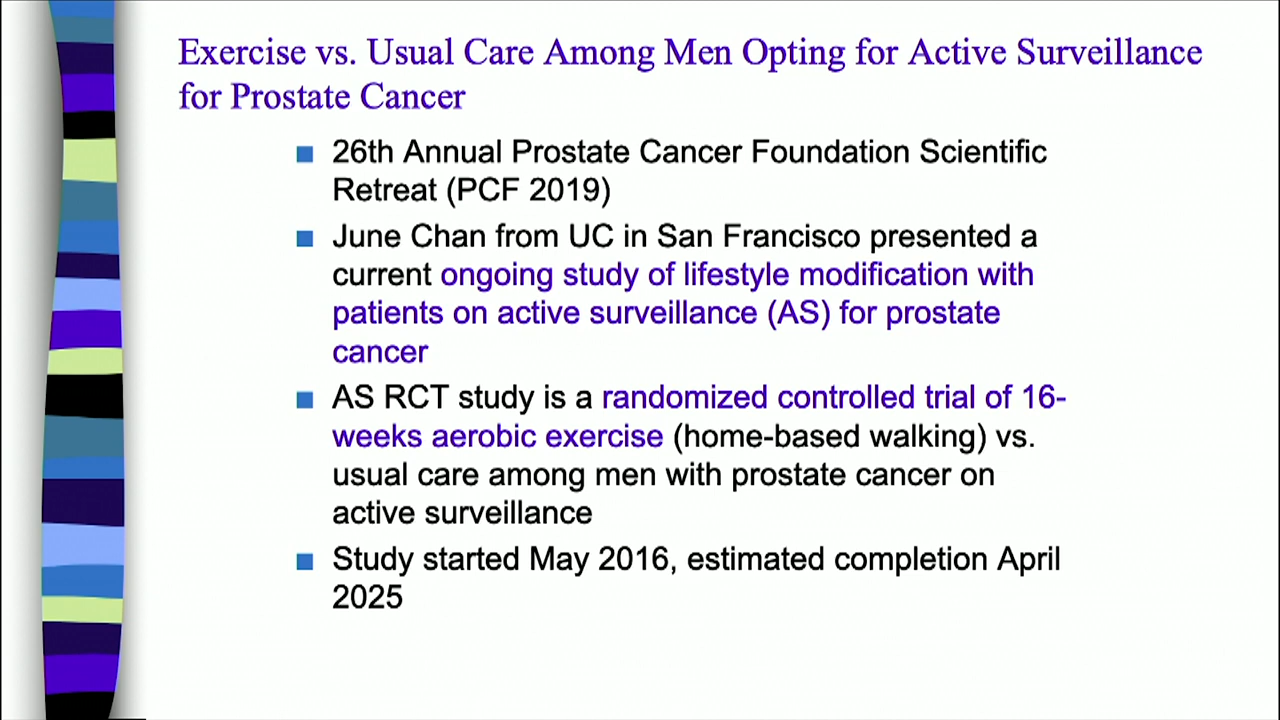 Exercise vs. Usual Care Among Men Opting for Active Surveillance
for Prostate Cancer
26th Annual Prostate Cancer Foundation Scientific
Retreat (PCF 2019)
June Chan from UC in San Francisco presented a
current ongoing study of lifestyle modification with
patients on active surveillance (AS) for prostate
cancer
AS RCT study is a randomized controlled trial of 16-
weeks aerobic exercise (home-based walking) vs.
usual care among men with prostate cancer on
active surveillance
Study started May 2016, estimated completion April
2025